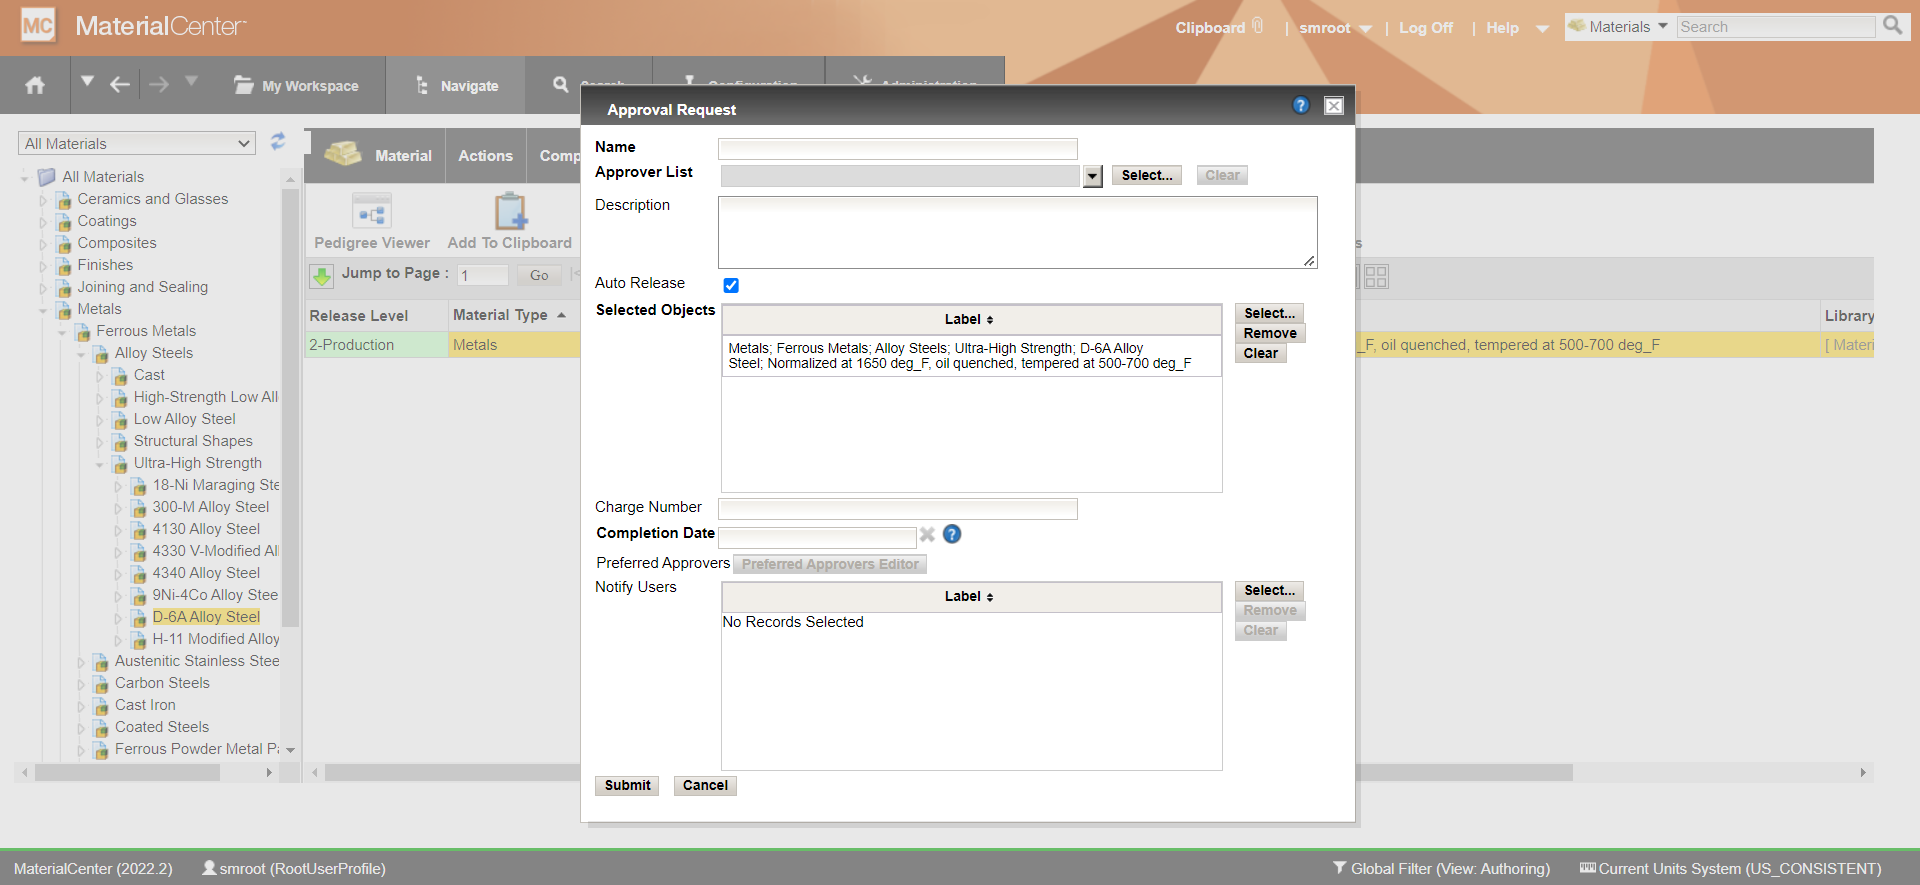 MC MaterialCenter
Clipboard | smroot | Log Off | Help
Materials Search
My Workspace Navigate Search Configuration Administration
Approval Request
All Materials
Material Actions Comp
All Materials
Ceramics and Glasses
Coatings
Composites
Finishes
Joining and Sealing
Metals
Ferrous Metals
Alloy Steels
Cast
High-Strength Low All
Low Alloy Steel
Structural Shapes
Ultra-High Strength
18-Ni Maraging Ste
300-M Alloy Steel
4130 Alloy Steel
4330 V-Modified Al
4340 Alloy Steel
9Ni-4Co Alloy Stee
D-6A Alloy Steel
H-11 Modified Alloy
Austenitic Stainless Stee
Carbon Steels
Cast Iron
Coated Steels
Ferrous Powder Metal Pa
Pedigree Viewer Add To Clipboard s
Jump to Page : 1 Go
Release Level Material Type Library
2-Production Metals _F, oil quenched, tempered at 500-700 deg_F [ Materi
Name
Approver List Select... Clear
Description
Auto Release
Selected Objects Label Select...
Remove
Clear
Metals; Ferrous Metals; Alloy Steels; Ultra-High Strength; D-6A Alloy
Steel; Normalized at 1650 deg_F, oil quenched, tempered at 500-700 deg_F
Charge Number
Completion Date ?
Preferred Approvers Preferred Approvers Editor
Notify Users Label Select...
Remove
Clear
No Records Selected
Submit Cancel
MaterialCenter (2022.2) smroot (RootUserProfile) Global Filter (View: Authoring) Current Units System (US_CONSISTENT)